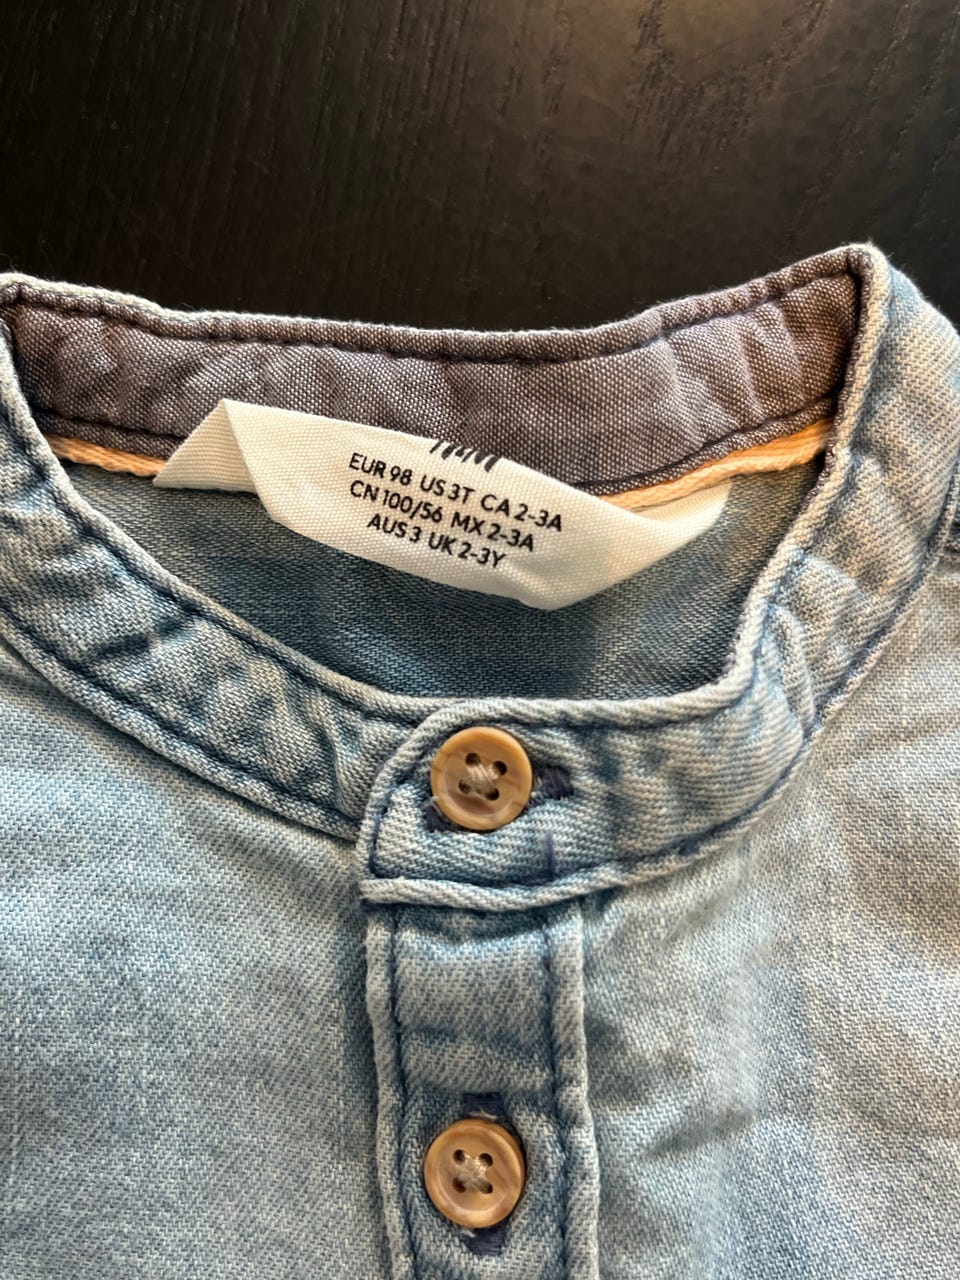 H&M
EUR 98 US 3T CA 2-3A
CN 100/56 MX 2-3A
AUS 3 UK 2-3Y